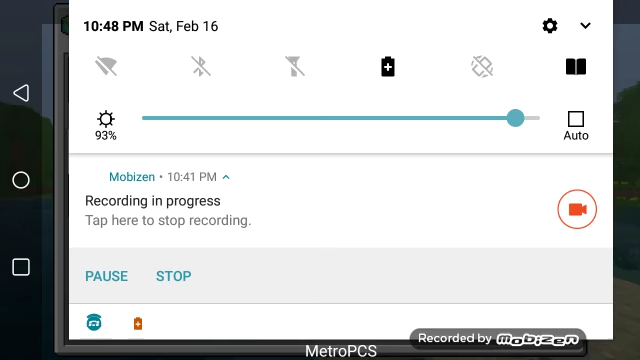 10:48 PM Sat, Feb 16
93%
Auto
Mobizen • 10:41 PM
Recording in progress
Tap here to stop recording.
PAUSE STOP
Recorded by mobizen
MetroPCS